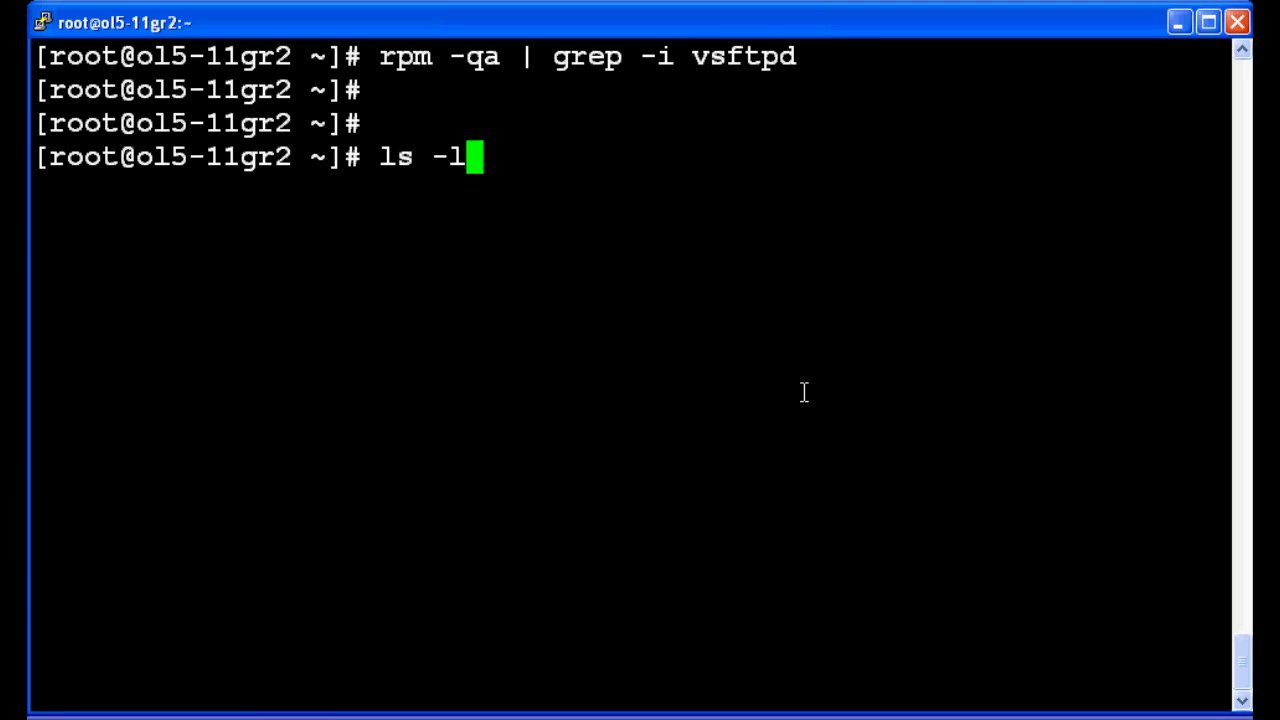 root@ol5-11gr2:~
[root@ol5-11gr2 ~]# rpm -qa | grep -i vsftpd
[root@ol5-11gr2 ~]#
[root@ol5-11gr2 ~]#
[root@ol5-11gr2 ~]# ls -l